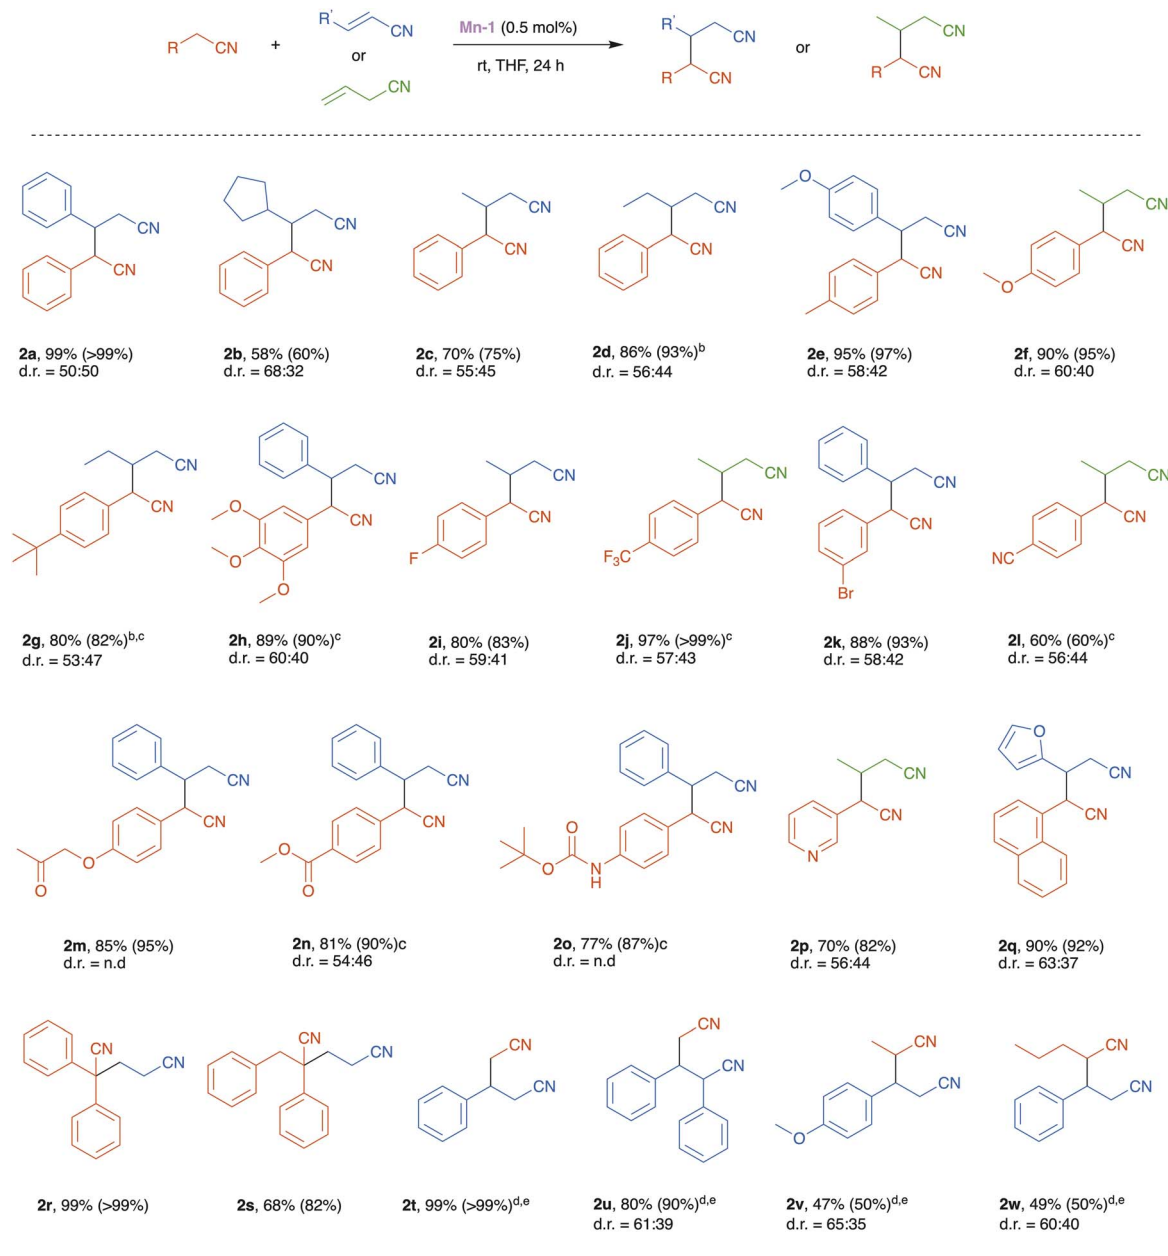 R CN + R' CN Mn-1 (0.5 mol%) R' CN or CN
or rt, THF, 24 h R CN R CN
CN
CN CN CN CN O CN CN
CN CN CN CN CN O CN
2a, 99% (>99%) 2b, 58% (60%) 2c, 70% (75%) 2d, 86% (93%)b 2e, 95% (97%) 2f, 90% (95%)
d.r. = 50:50 d.r. = 68:32 d.r. = 55:45 d.r. = 56:44 d.r. = 58:42 d.r. = 60:40
CN CN CN CN CN CN
CN O CN CN CN CN CN
O F F3C NC
O Br
2g, 80% (82%)b,c 2h, 89% (90%)c 2i, 80% (83%) 2j, 97% (>99%)c 2k, 88% (93%) 2l, 60% (60%)c
d.r. = 53:47 d.r. = 60:40 d.r. = 59:41 d.r. = 57:43 d.r. = 58:42 d.r. = 56:44
O
CN CN CN CN CN
CN CN CN CN CN
O O O O N H N
O O
2m, 85% (95%) 2n, 81% (90%)c 2o, 77% (87%)c 2p, 70% (82%) 2q, 90% (92%)
d.r. = n.d d.r. = 54:46 d.r. = n.d d.r. = 56:44 d.r. = 63:37
CN CN CN CN CN CN
CN CN CN CN CN CN
O
2r, 99% (>99%) 2s, 68% (82%) 2t, 99% (>99%)d,e 2u, 80% (90%)d,e 2v, 47% (50%)d,e 2w, 49% (50%)d,e
d.r. = 61:39 d.r. = 65:35 d.r. = 60:40